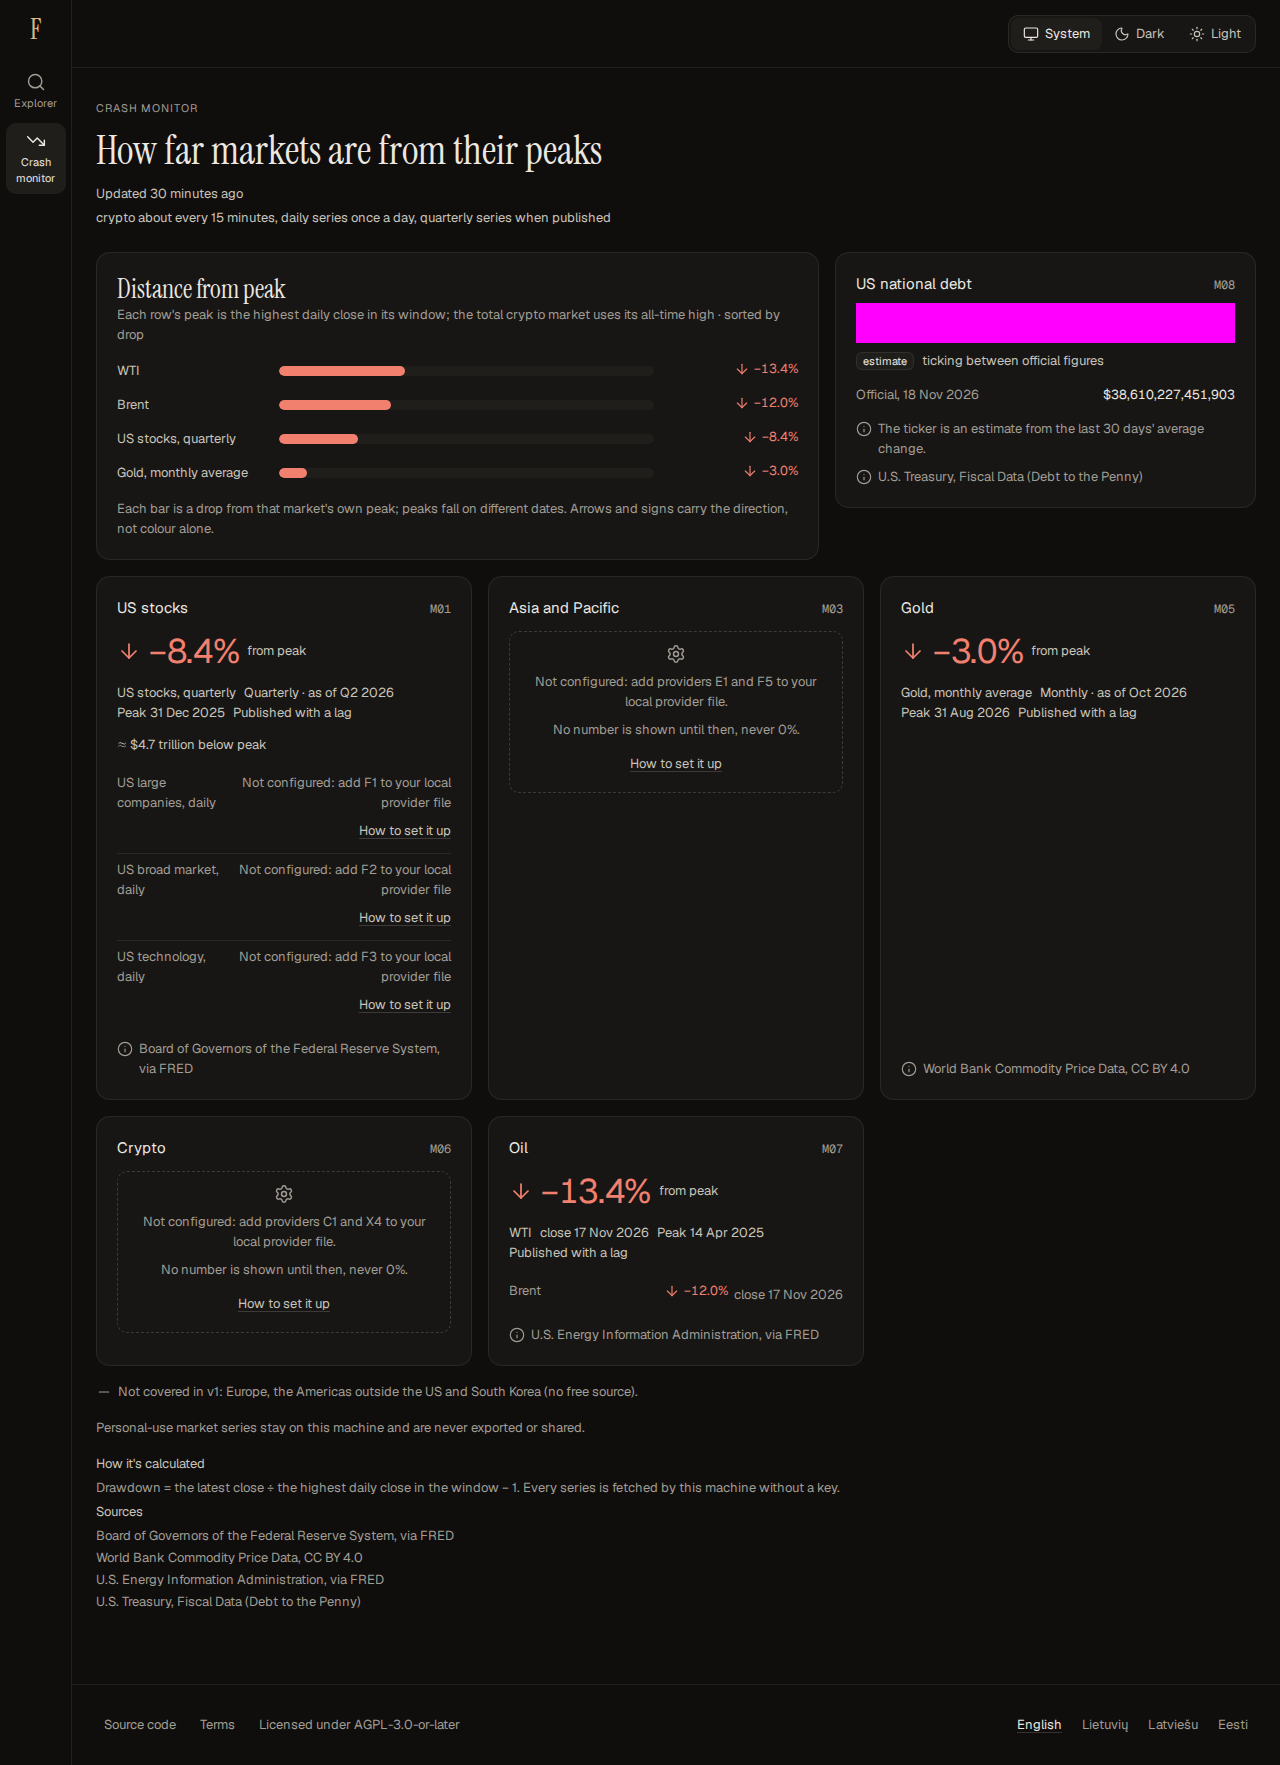 F
System
Dark
Light
Explorer
Crash
monitor
CRASH MONITOR
How far markets are from their peaks
Updated 30 minutes ago
crypto about every 15 minutes, daily series once a day, quarterly series when published
Distance from peak
Each row's peak is the highest daily close in its window; the total crypto market uses its all-time high · sorted by
drop
WTI
−13.4%
Brent
−12.0%
US stocks, quarterly
−8.4%
Gold, monthly average
−3.0%
Each bar is a drop from that market's own peak; peaks fall on different dates. Arrows and signs carry the direction,
not colour alone.
US national debt
M08
estimate
ticking between official figures
Official, 18 Nov 2026
$38,610,227,451,903
The ticker is an estimate from the last 30 days' average
change.
U.S. Treasury, Fiscal Data (Debt to the Penny)
US stocks
M01
−8.4% from peak
US stocks, quarterly Quarterly · as of Q2 2026
Peak 31 Dec 2025 Published with a lag
≈ $4.7 trillion below peak
US large
companies, daily
Not configured: add F1 to your local
provider file
How to set it up
US broad market,
daily
Not configured: add F2 to your local
provider file
How to set it up
US technology,
daily
Not configured: add F3 to your local
provider file
How to set it up
Board of Governors of the Federal Reserve System,
via FRED
Asia and Pacific
M03
Not configured: add providers E1 and F5 to your
local provider file.
No number is shown until then, never 0%.
How to set it up
Gold
M05
−3.0% from peak
Gold, monthly average Monthly · as of Oct 2026
Peak 31 Aug 2026 Published with a lag
World Bank Commodity Price Data, CC BY 4.0
Crypto
M06
Not configured: add providers C1 and X4 to your
local provider file.
No number is shown until then, never 0%.
How to set it up
Oil
M07
−13.4% from peak
WTI close 17 Nov 2026 Peak 14 Apr 2025
Published with a lag
Brent
−12.0% close 17 Nov 2026
U.S. Energy Information Administration, via FRED
— Not covered in v1: Europe, the Americas outside the US and South Korea (no free source).
Personal-use market series stay on this machine and are never exported or shared.
How it's calculated
Drawdown = the latest close ÷ the highest daily close in the window − 1. Every series is fetched by this machine without a key.
Sources
Board of Governors of the Federal Reserve System, via FRED
World Bank Commodity Price Data, CC BY 4.0
U.S. Energy Information Administration, via FRED
U.S. Treasury, Fiscal Data (Debt to the Penny)
Source code
Terms
Licensed under AGPL-3.0-or-later
English
Lietuvių
Latviešu
Eesti